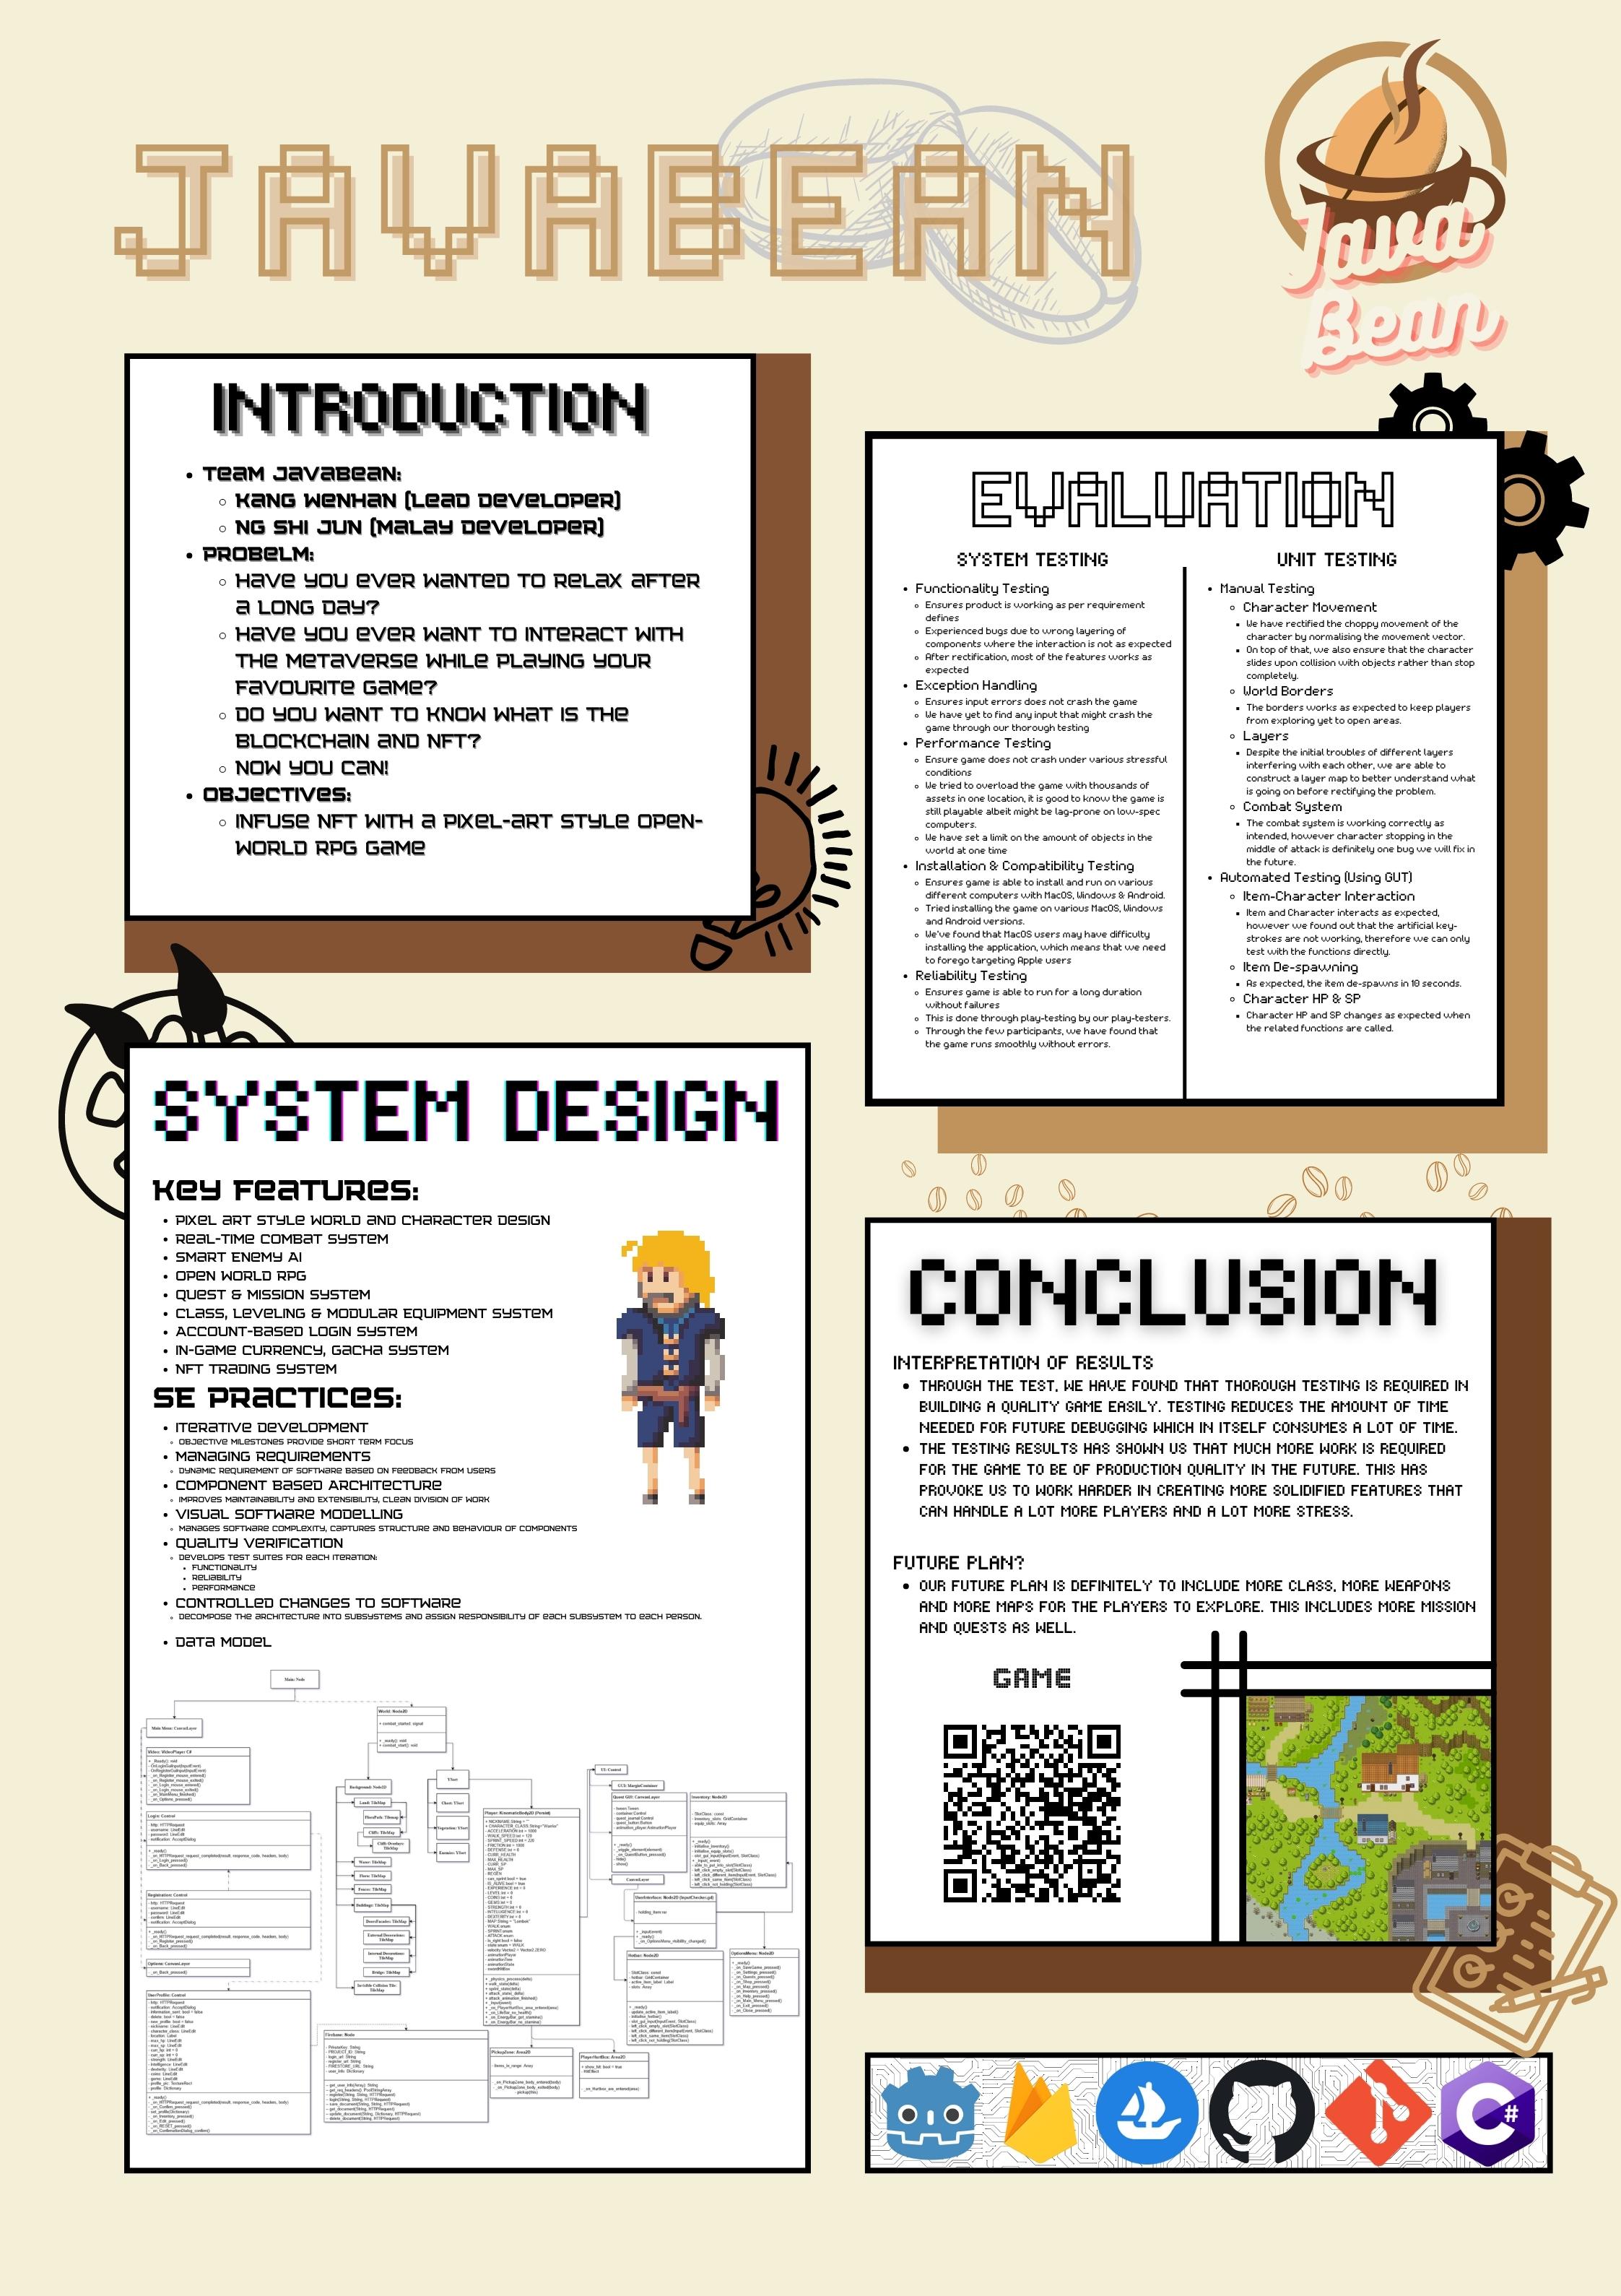 JAVABEAN
Java
Bean
INTRODUCTION
TEAM JAVABEAN:
KANG WENHAN (LEAD DEVELOPER)
NG SHI JUN (MALAY DEVELOPER)
PROBELM:
HAVE YOU EVER WANTED TO RELAX AFTER
A LONG DAY?
HAVE YOU EVER WANT TO INTERACT WITH
THE METAVERSE WHILE PLAYING YOUR
FAVOURITE GAME?
DO YOU WANT TO KNOW WHAT IS THE
BLOCKCHAIN AND NFT?
NOW YOU CAN!
OBJECTIVES:
INFUSE NFT WITH A PIXEL-ART STYLE OPEN-
WORLD RPG GAME
SYSTEM DESIGN
KEY FEATURES:
PIXEL ART STYLE WORLD AND CHARACTER DESIGN
REAL-TIME COMBAT SYSTEM
SMART ENEMY AI
OPEN WORLD RPG
QUEST & MISSION SYSTEM
CLASS, LEVELING & MODULAR EQUIPMENT SYSTEM
ACCOUNT-BASED LOGIN SYSTEM
IN-GAME CURRENCY, GACHA SYSTEM
NFT TRADING SYSTEM
SE PRACTICES:
ITERATIVE DEVELOPMENT
OBJECTIVE MILESTONES PROVIDE SHORT TERM FOCUS
MANAGING REQUIREMENTS
DYNAMIC REQUIREMENT OF SOFTWARE BASED ON FEEDBACK FROM USERS
COMPONENT BASED ARCHITECTURE
IMPROVES MAINTAINABILITY AND EXTENSIBILITY, CLEAN DIVISION OF WORK
VISUAL SOFTWARE MODELLING
MANAGES SOFTWARE COMPLEXITY, CAPTURES STRUCTURE AND BEHAVIOUR OF COMPONENTS
QUALITY VERIFICATION
DEVELOPS TEST SUITES FOR EACH ITERATION:
FUNCTIONALITY
RELIABILITY
PERFORMANCE
CONTROLLED CHANGES TO SOFTWARE
DECOMPOSE THE ARCHITECTURE INTO SUBSYSTEMS AND ASSIGN RESPONSIBILITY OF EACH SUBSYSTEM TO EACH PERSON.
DATA MODEL
Main: Node
Main Menu: CanvasLayer
World: Node2D
Background: Node2D
Login: Control
Registration: Control
Options: CanvasLayer
UserProfile: Control
Firebase: Node
Player: KinematicBody2D (Persist)
PickupZone: Area2D
PlayerHurtBox: Area2D
UI: Control
Quest GUI: CanvasLayer
Inventory: Node2D
Hotbar: Node2D
OptionsMenu: Node2D
EVALUATION
SYSTEM TESTING
Functionality Testing
Ensures product is working as per requirement
defines
Experienced bugs due to wrong layering of
components where the interaction is not as expected
After rectification, most of the features works as
expected
Exception Handling
Ensures input errors does not crash the game
We have yet to find any input that might crash the
game through our thorough testing
Performance Testing
Ensure game does not crash under various stressful
conditions
We tried to overload the game with thousands of
assets in one location, it is good to know the game is
still playable albeit might be lag-prone on low-spec
computers.
We have set a limit on the amount of objects in the
world at one time
Installation & Compatibility Testing
Ensures game is able to install and run on various
different computers with MacOS, Windows & Android.
Tried installing the game on various MacOS, Windows
and Android versions.
We've found that MacOS users may have difficulty
installing the application, which means that we need
to forego targeting Apple users
Reliability Testing
Ensures game is able to run for a long duration
without failures
This is done through play-testing by our play-testers.
Through the few participants, we have found that
the game runs smoothly without errors.
UNIT TESTING
Manual Testing
Character Movement
We have rectified the choppy movement of the
character by normalising the movement vector.
On top of that, we also ensure that the character
slides upon collision with objects rather than stop
completely.
World Borders
The borders works as expected to keep players
from exploring yet to open areas.
Layers
Despite the initial troubles of different layers
interfering with each other, we are able to
construct a layer map to better understand what
is going on before rectifying the problem.
Combat System
The combat system is working correctly as
intended, however character stopping in the
middle of attack is definitely one bug we will fix in
the future.
Automated Testing (Using GUT)
Item-Character Interaction
Item and Character interacts as expected,
however we found out that the artificial key-
strokes are not working, therefore we can only
test with the functions directly.
Item De-spawning
As expected, the item de-spawns in 10 seconds.
Character HP & SP
Character HP and SP changes as expected when
the related functions are called.
CONCLUSION
INTERPRETATION OF RESULTS
THROUGH THE TEST, WE HAVE FOUND THAT THOROUGH TESTING IS REQUIRED IN
BUILDING A QUALITY GAME EASILY. TESTING REDUCES THE AMOUNT OF TIME
NEEDED FOR FUTURE DEBUGGING WHICH IN ITSELF CONSUMES A LOT OF TIME.
THE TESTING RESULTS HAS SHOWN US THAT MUCH MORE WORK IS REQUIRED
FOR THE GAME TO BE OF PRODUCTION QUALITY IN THE FUTURE. THIS HAS
PROVOKE US TO WORK HARDER IN CREATING MORE SOLIDIFIED FEATURES THAT
CAN HANDLE A LOT MORE PLAYERS AND A LOT MORE STRESS.
FUTURE PLAN?
OUR FUTURE PLAN IS DEFINITELY TO INCLUDE MORE CLASS, MORE WEAPONS
AND MORE MAPS FOR THE PLAYERS TO EXPLORE. THIS INCLUDES MORE MISSION
AND QUESTS AS WELL.
GAME
C#